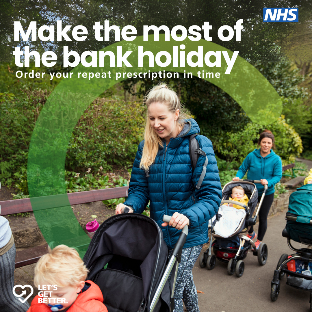 NHS
Make the most of
the bank holiday
Order your repeat prescription in time
LET'S
GET
BETTER.